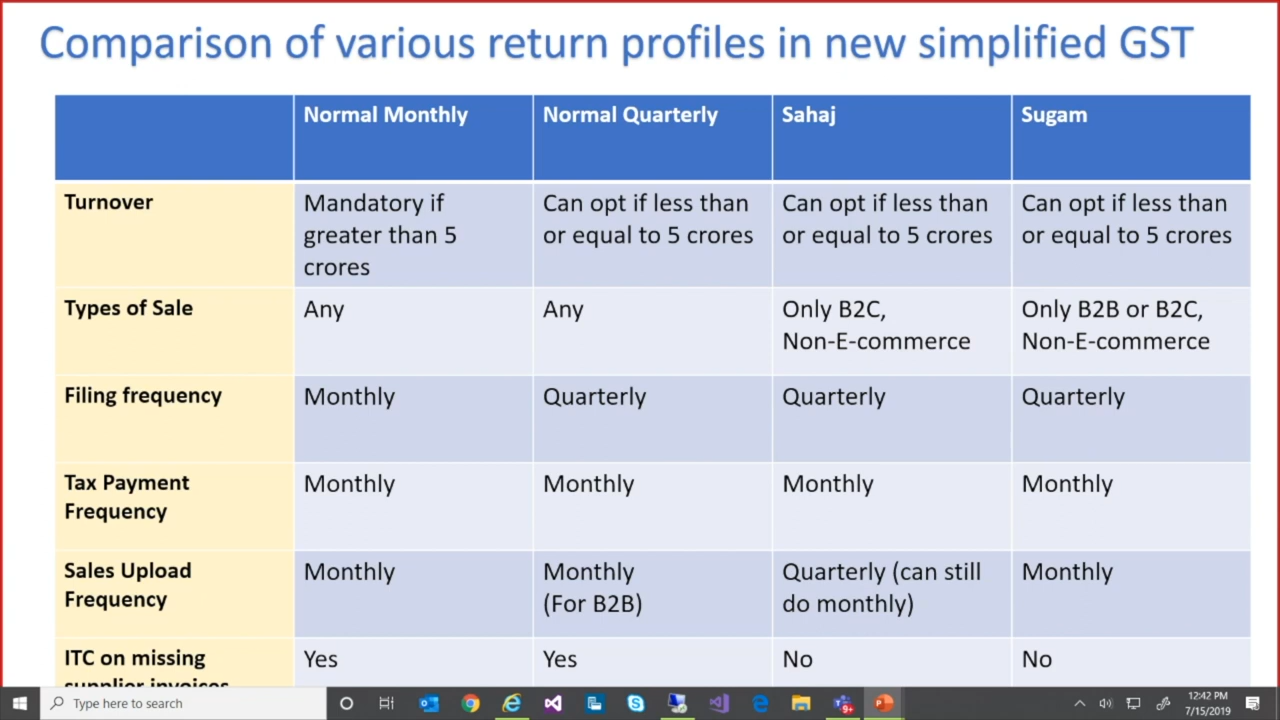 Comparison of various return profiles in new simplified GST
Normal Monthly
Normal Quarterly
Sahaj
Sugam
Turnover
Mandatory if
greater than 5
crores
Can opt if less than
or equal to 5 crores
Can opt if less than
or equal to 5 crores
Can opt if less than
or equal to 5 crores
Types of Sale
Any
Any
Only B2C,
Non-E-commerce
Only B2B or B2C,
Non-E-commerce
Filing frequency
Monthly
Quarterly
Quarterly
Quarterly
Tax Payment
Frequency
Monthly
Monthly
Monthly
Monthly
Sales Upload
Frequency
Monthly
Monthly
(For B2B)
Quarterly (can still
do monthly)
Monthly
ITC on missing
supplier invoices
Yes
Yes
No
No
Type here to search
9+
12:42 PM
7/15/2019